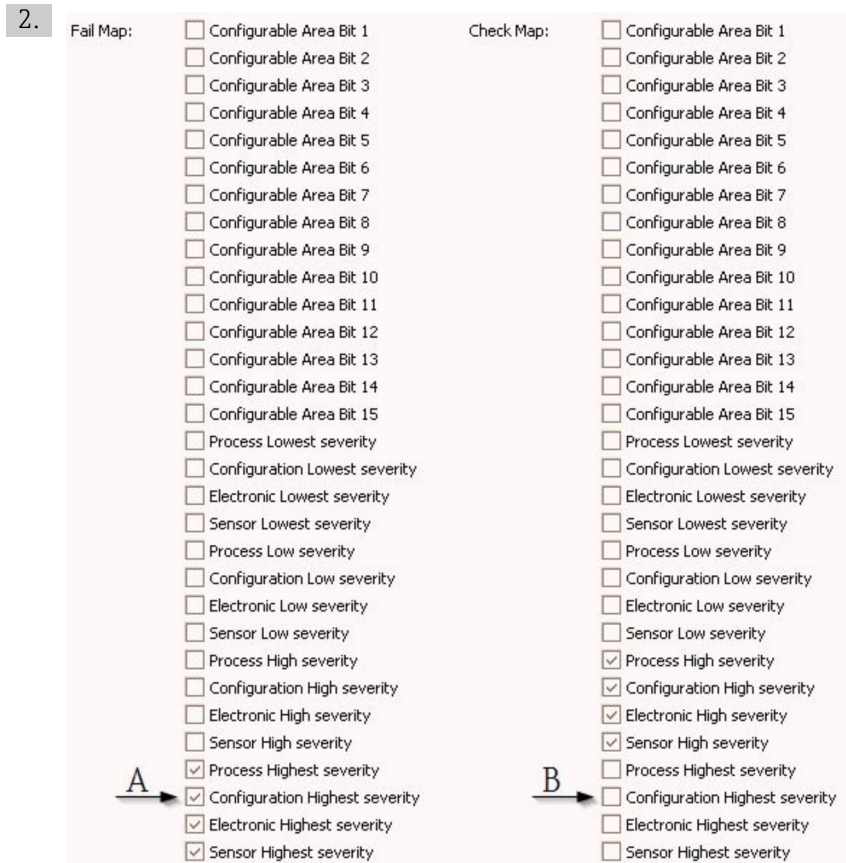 2.
Fail Map: Configurable Area Bit 1 Check Map: Configurable Area Bit 1
Configurable Area Bit 2 Configurable Area Bit 2
Configurable Area Bit 3 Configurable Area Bit 3
Configurable Area Bit 4 Configurable Area Bit 4
Configurable Area Bit 5 Configurable Area Bit 5
Configurable Area Bit 6 Configurable Area Bit 6
Configurable Area Bit 7 Configurable Area Bit 7
Configurable Area Bit 8 Configurable Area Bit 8
Configurable Area Bit 9 Configurable Area Bit 9
Configurable Area Bit 10 Configurable Area Bit 10
Configurable Area Bit 11 Configurable Area Bit 11
Configurable Area Bit 12 Configurable Area Bit 12
Configurable Area Bit 13 Configurable Area Bit 13
Configurable Area Bit 14 Configurable Area Bit 14
Configurable Area Bit 15 Configurable Area Bit 15
Process Lowest severity Process Lowest severity
Configuration Lowest severity Configuration Lowest severity
Electronic Lowest severity Electronic Lowest severity
Sensor Lowest severity Sensor Lowest severity
Process Low severity Process Low severity
Configuration Low severity Configuration Low severity
Electronic Low severity Electronic Low severity
Sensor Low severity Sensor Low severity
Process High severity Process High severity
Configuration High severity Configuration High severity
Electronic High severity Electronic High severity
Sensor High severity Sensor High severity
Process Highest severity Process Highest severity
A Configuration Highest severity B Configuration Highest severity
Electronic Highest severity Electronic Highest severity
Sensor Highest severity Sensor Highest severity